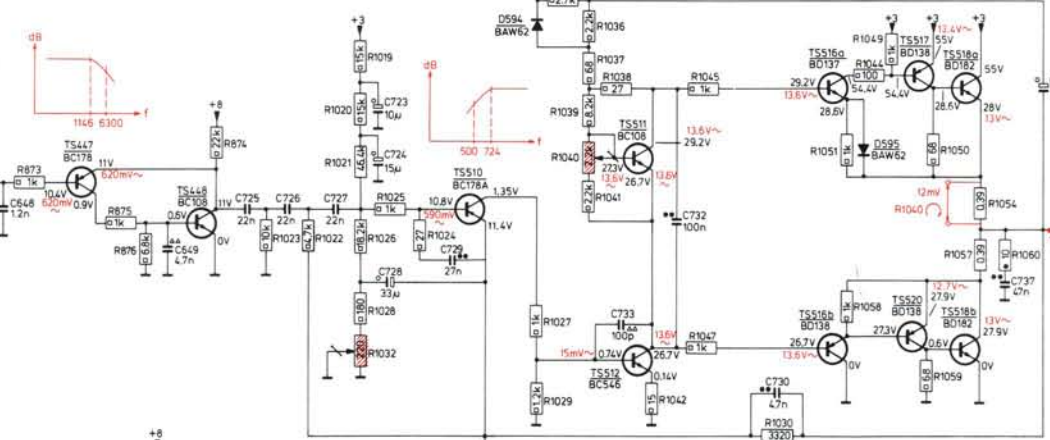 2.7k
D594
BAW62
2.2k
R1036
+3
15k
R1019
68
R1037
R1038
27
R1045
1k
R1049
1k
+3
+3
+3
12.4V~
TS517
BD138
55V
TS516a
BD137
R1044
100
TS518a
BD182
55V
29.2V
13.6V~
54.4V
54.4V
28.6V
28.6V
28V
13V~
dB
1146
6300
f
+8
22k
R874
R1020
15k
C723
10µ
R1021
46.4k
C724
15µ
dB
500
724
f
R1039
8.2k
TS511
BC108
13.6V~
29.2V
R1040
2.2k
27.3V
13.6V~
26.7V
13.6V~
2.2k
R1041
R1051
1k
D595
BAW62
68
R1050
12mV
R1040
0.39
R1054
TS447
BC178
11V
620mV~
R873
1k
C648
1.2n
10.4V
620mV
~
0.9V
TS448
BC108
R875
1k
0.6V
11V
0V
R876
6.8k
C649
4.7n
C725
22n
C726
22n
C727
22n
10k
R1023
4.7k
R1022
R1025
1k
TS510
BC178A
10.8V
590mV
~
1.35V
11.4V
27
R1024
C729
27n
8.2k
R1026
C728
33µ
180
R1028
220
R1032
C732
100n
R1057
0.39
10
R1060
C737
47n
1k
R1027
C733
100p
15mV~
0.74V
13.6V
~
26.7V
TS512
BC546
0.14V
1.2k
R1029
15
R1042
R1047
1k
TS516b
BD138
26.7V
13.6V~
0V
1k
R1058
27.3V
TS520
BD138
12.7V~
27.9V
TS518b
BD182
13V~
27.9V
0.6V
0V
68
R1059
C730
4.7n
R1030
3320
+8